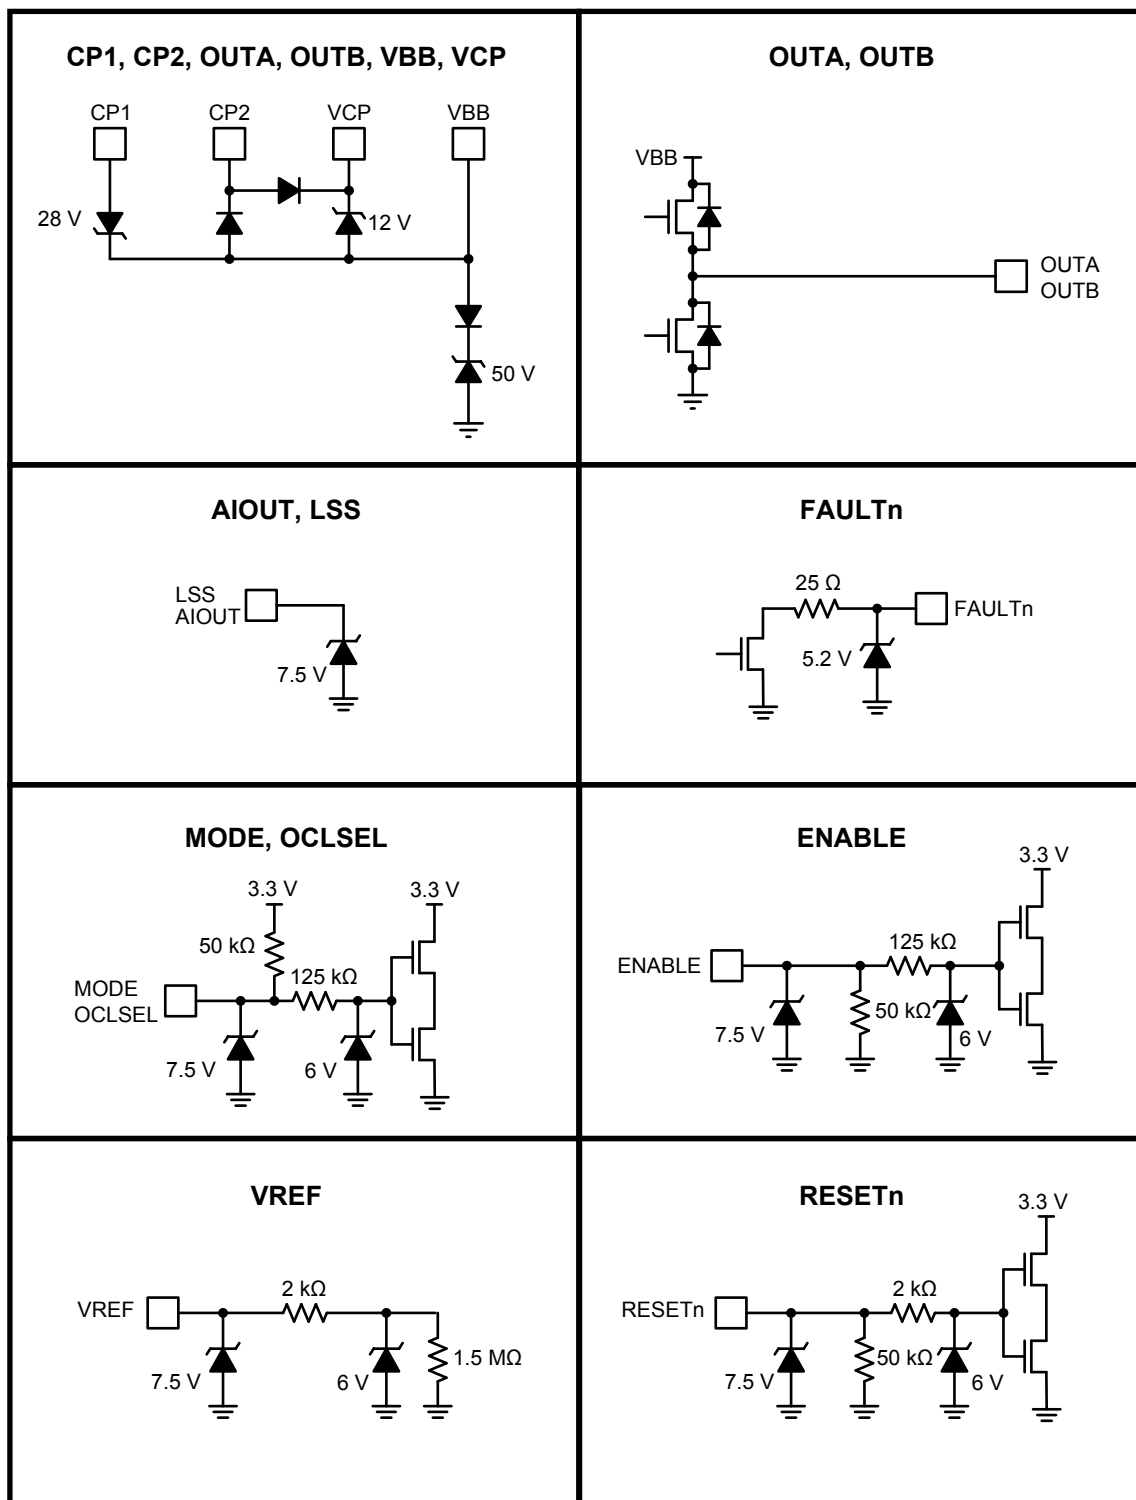 CP1, CP2, OUTA, OUTB, VBB, VCP
CP1
CP2
VCP
VBB
28 V
12 V
50 V
OUTA, OUTB
VBB
OUTA
OUTB
AIOUT, LSS
LSS
AIOUT
7.5 V
FAULTn
25 Ω
FAULTn
5.2 V
MODE, OCLSEL
3.3 V
3.3 V
50 kΩ
125 kΩ
MODE
OCLSEL
7.5 V
6 V
ENABLE
3.3 V
125 kΩ
ENABLE
50 kΩ
7.5 V
6 V
VREF
2 kΩ
VREF
1.5 MΩ
7.5 V
6 V
RESETn
3.3 V
2 kΩ
RESETn
50 kΩ
7.5 V
6 V